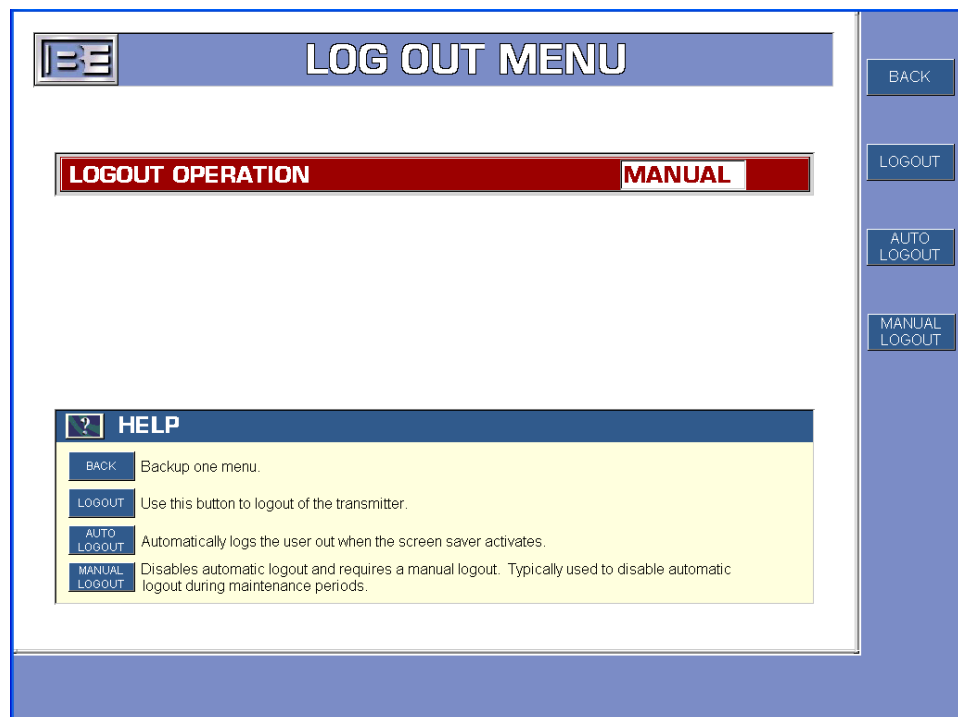 BE
LOG OUT MENU
BACK
LOGOUT
AUTO
LOGOUT
MANUAL
LOGOUT
LOGOUT OPERATION MANUAL
? HELP
BACK Backup one menu.
LOGOUT Use this button to logout of the transmitter.
AUTO
LOGOUT Automatically logs the user out when the screen saver activates.
MANUAL
LOGOUT Disables automatic logout and requires a manual logout. Typically used to disable automatic
logout during maintenance periods.